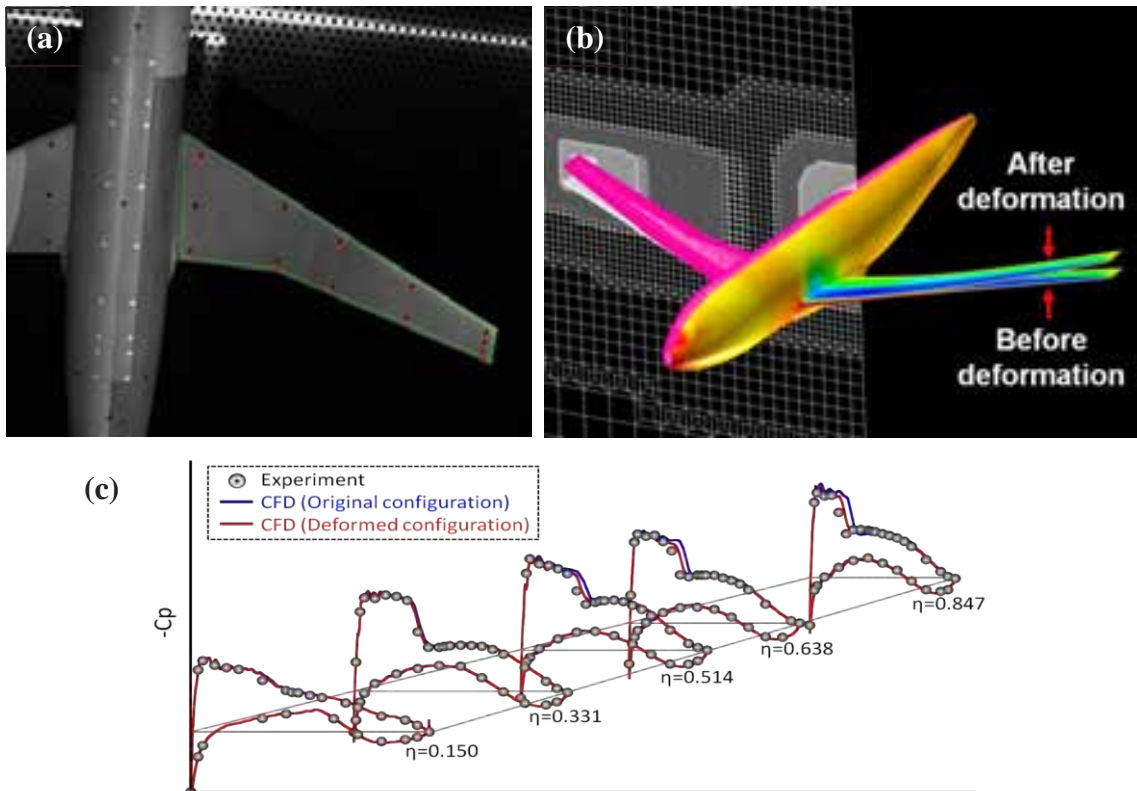 (a)
(b)
After
deformation
Before
deformation
(c)
Experiment
CFD (Original configuration)
CFD (Deformed configuration)
-Cp
η=0.150
η=0.331
η=0.514
η=0.638
η=0.847